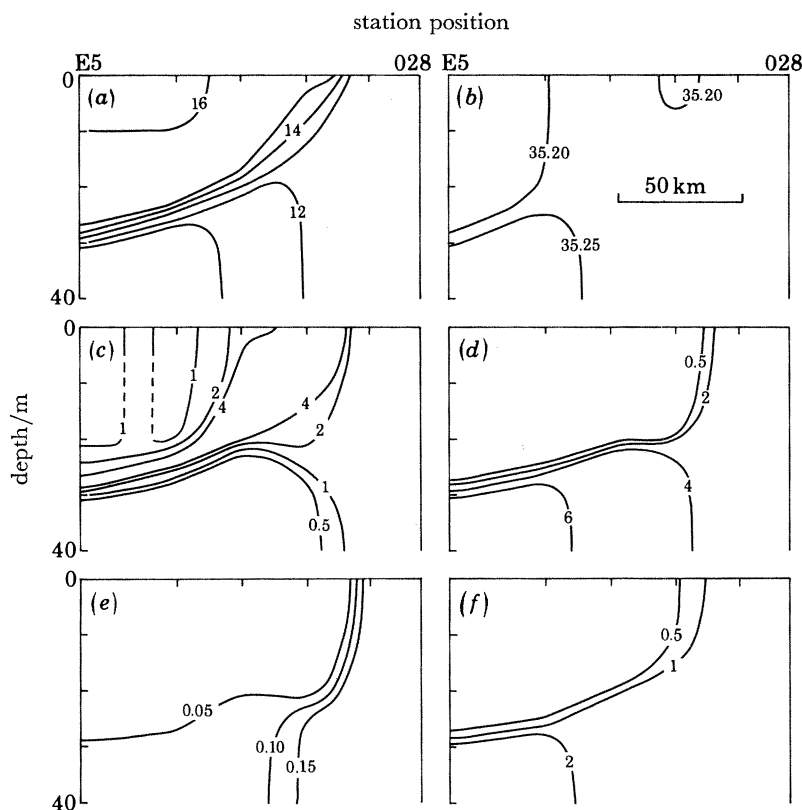 station position
E5 028 E5 028
0
(a) 16 14 12
(b) 35.20 35.20 50 km 35.25
40
0
(c) 1 1 2 4 4 2 1 0.5
(d) 0.5 2 4 6
depth/m
40
0
(e) 0.05 0.10 0.15
(f) 0.5 1 2
40